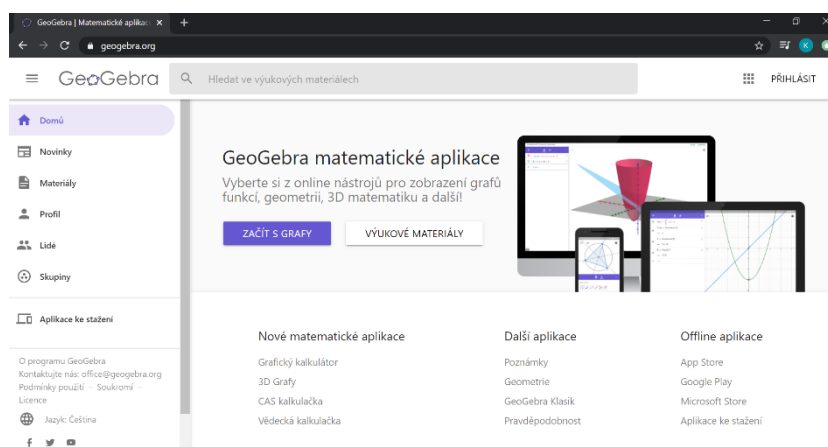 GeoGebra | Matematické aplikac
geogebra.org
K
GeoGebra
Hledat ve výukových materiálech
PŘIHLÁSIT
Domů
Novinky
Materiály
Profil
Lidé
Skupiny
Aplikace ke stažení
O programu GeoGebra
Kontaktujte nás: office@geogebra.org
Podmínky použití – Soukromí –
Licence
Jazyk: Čeština
GeoGebra matematické aplikace
Vyberte si z online nástrojů pro zobrazení grafů
funkcí, geometrii, 3D matematiku a další!
ZAČÍT S GRAFY
VÝUKOVÉ MATERIÁLY
Nové matematické aplikace
Grafický kalkulátor
3D Grafy
CAS kalkulačka
Vědecká kalkulačka
Další aplikace
Poznámky
Geometrie
GeoGebra Klasik
Pravděpodobnost
Offline aplikace
App Store
Google Play
Microsoft Store
Aplikace ke stažení